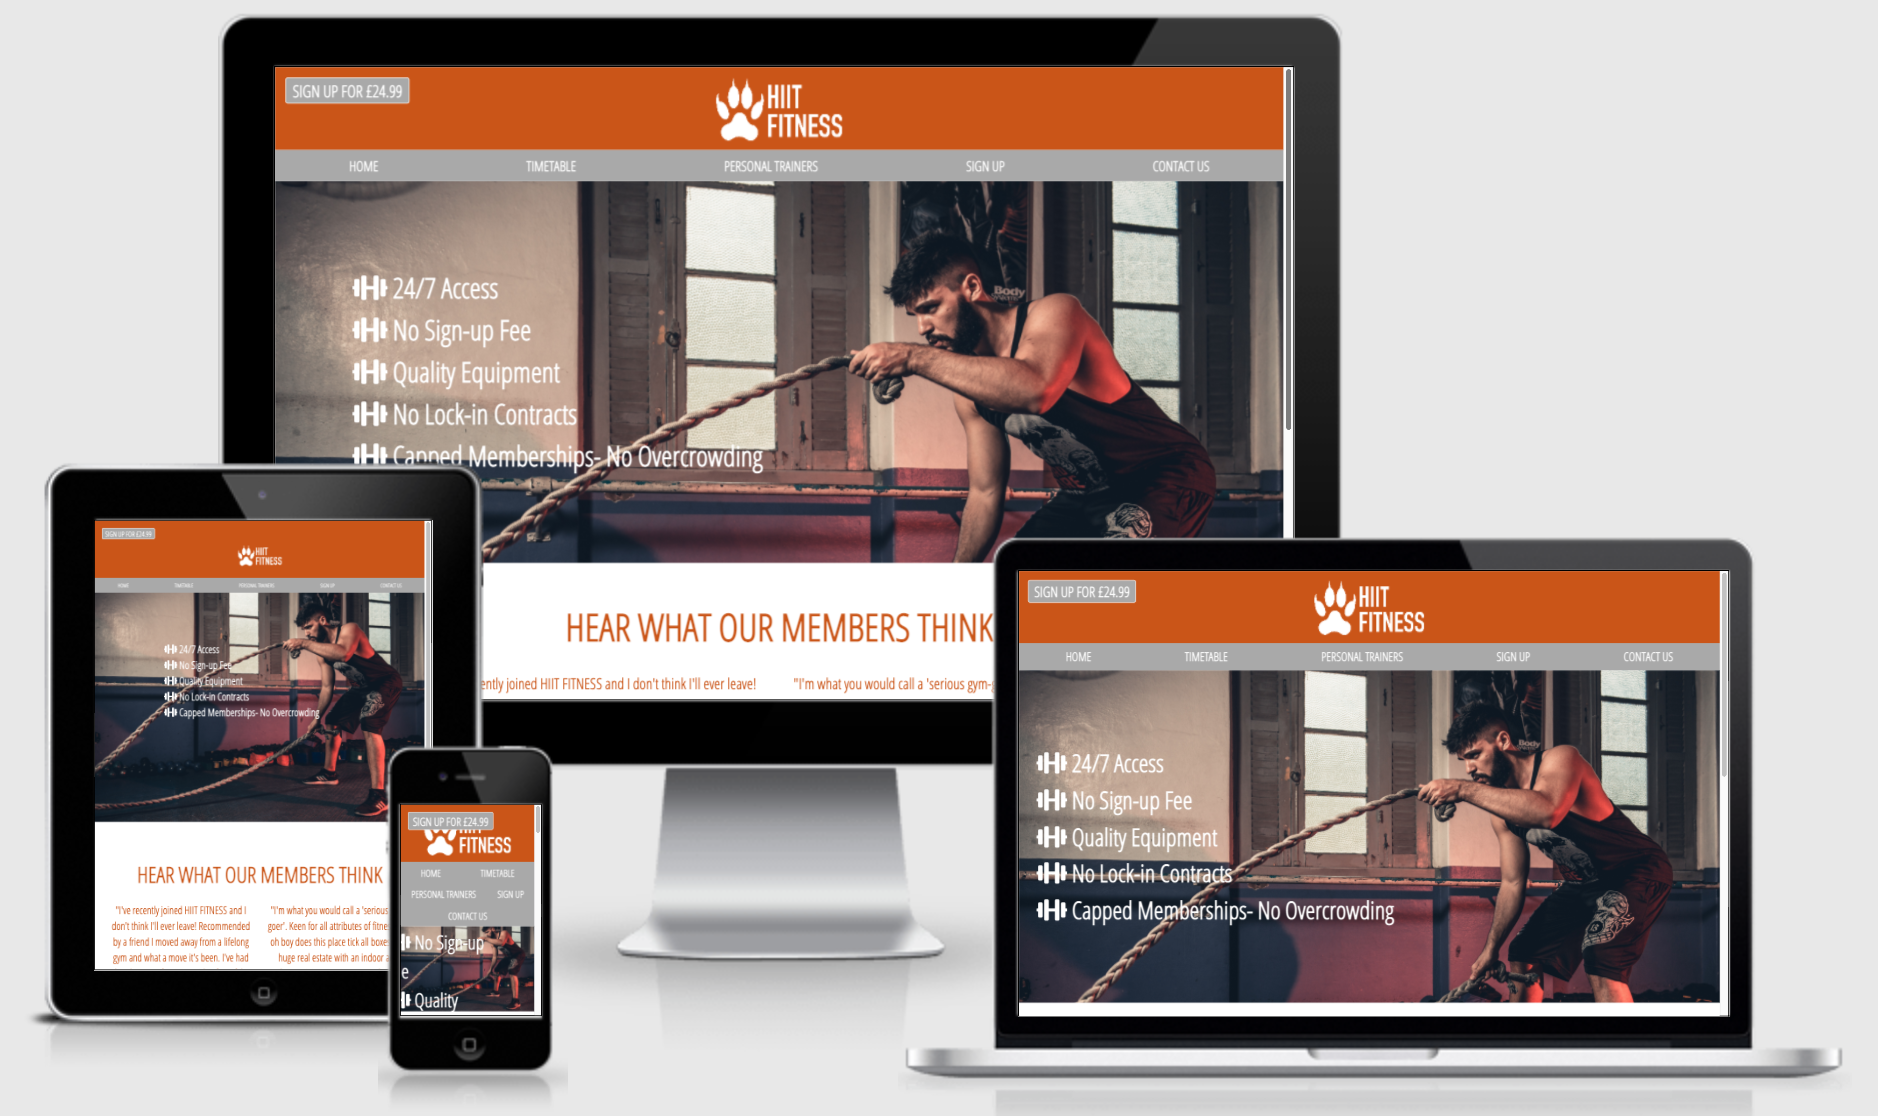 SIGN UP FOR £24.99
HIIT
FITNESS
HOME TIMETABLE PERSONAL TRAINERS SIGN UP CONTACT US
Body
24/7 Access
No Sign-up Fee
Quality Equipment
No Lock-in Contracts
Capped Memberships- No Overcrowding
HEAR WHAT OUR MEMBERS THINK
ently joined HIIT FITNESS and I don't think I'll ever leave! "I'm what you would call a 'serious gym-g
SIGN UP FOR £24.99
HIIT
FITNESS
HOME TIMETABLE PERSONAL TRAINERS SIGN UP CONTACT US
24/7 Access
No Sign-up Fee
Quality Equipment
No Lock-in Contracts
Capped Memberships- No Overcrowding
HEAR WHAT OUR MEMBERS THINK
"I've recently joined HIIT FITNESS and I
don't think I'll ever leave! Recommended
by a friend I moved away from a lifelong
gym and what a move it's been. I've had
"I'm what you would call a 'serious
goer'. Keen for all attributes of fitne
oh boy does this place tick all boxe
huge real estate with an indoor a
SIGN UP FOR £24.99
HIIT
FITNESS
HOME TIMETABLE
PERSONAL TRAINERS SIGN UP
CONTACT US
No Sign-up
e
Quality
SIGN UP FOR £24.99
HIIT
FITNESS
HOME TIMETABLE PERSONAL TRAINERS SIGN UP CONTACT US
Body
24/7 Access
No Sign-up Fee
Quality Equipment
No Lock-in Contracts
Capped Memberships- No Overcrowding